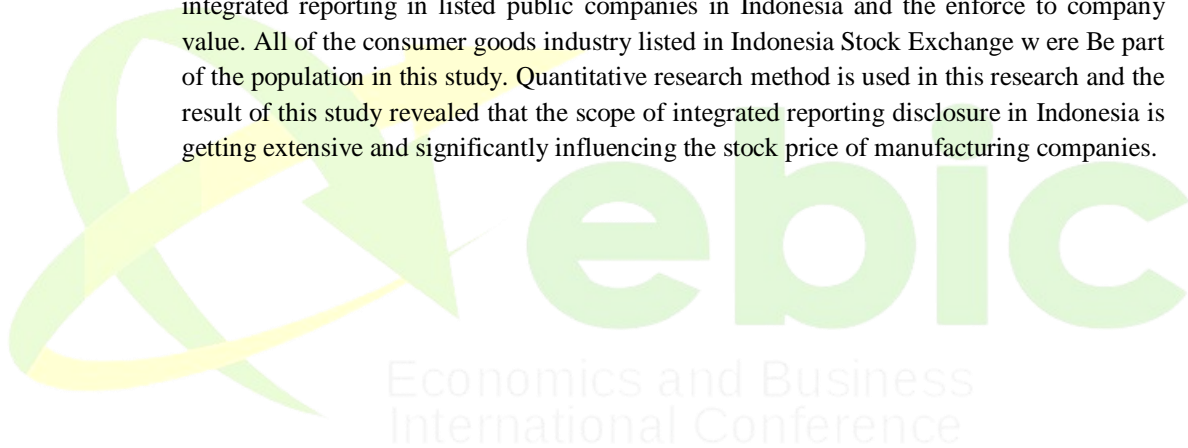 integrated reporting in listed public companies in Indonesia and the enforce to company
value. All of the consumer goods industry listed in Indonesia Stock Exchange w ere Be part
of the population in this study. Quantitative research method is used in this research and the
result of this study revealed that the scope of integrated reporting disclosure in Indonesia is
getting extensive and significantly influencing the stock price of manufacturing companies.
ebic
Economics and Business
International Conference